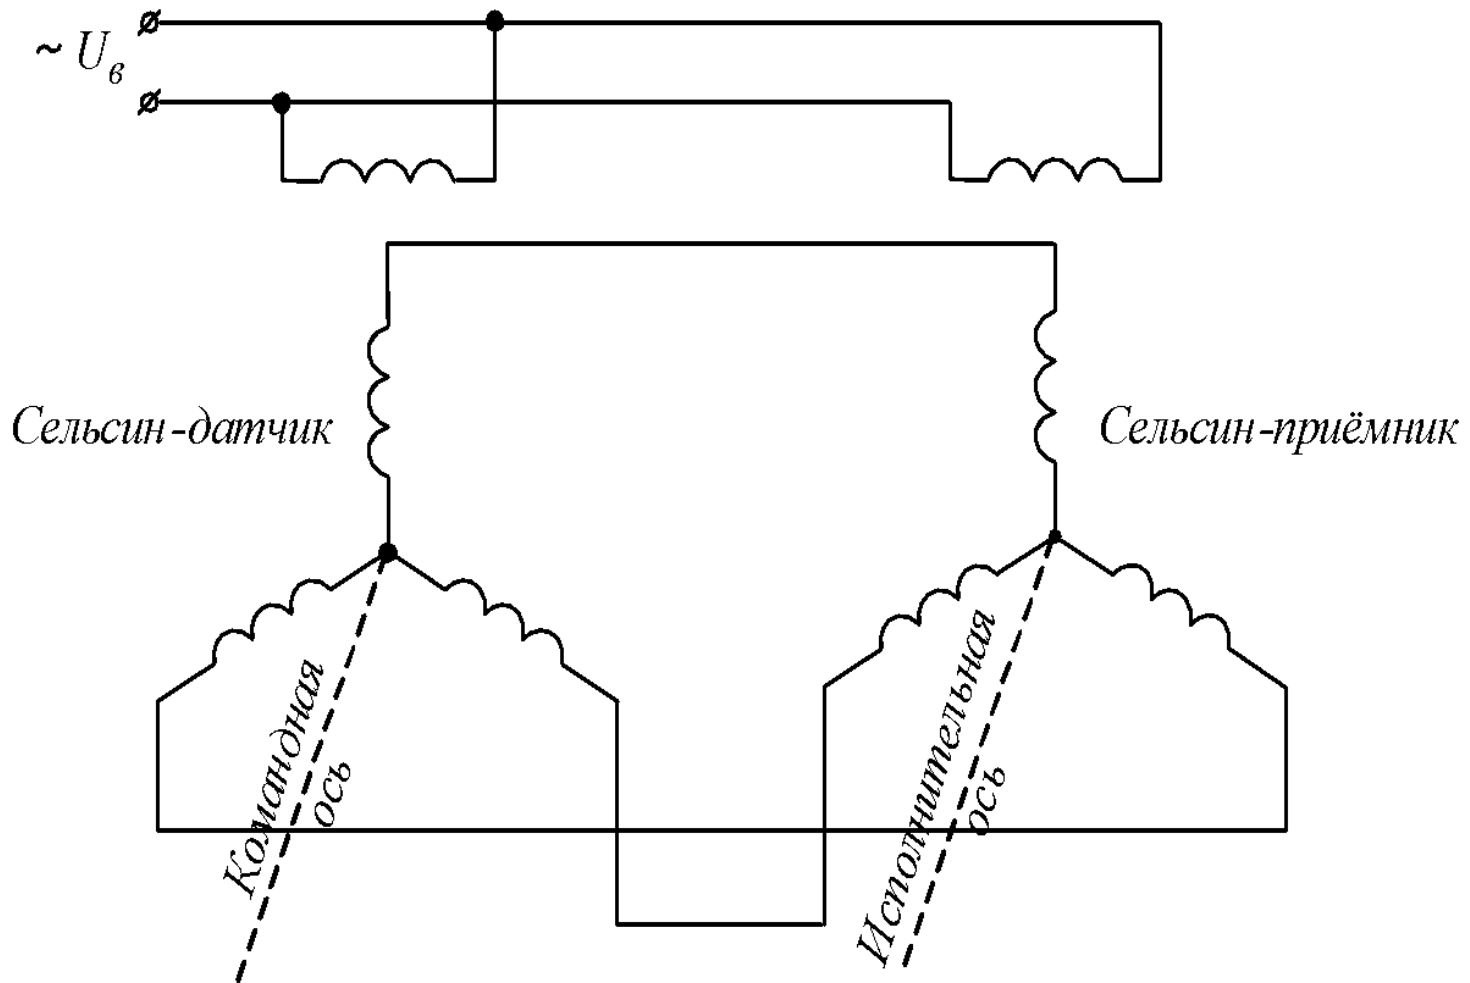 ~ Uв
Сельсин-датчик
Сельсин-приёмник
Командная
ось
Исполнительная
ось